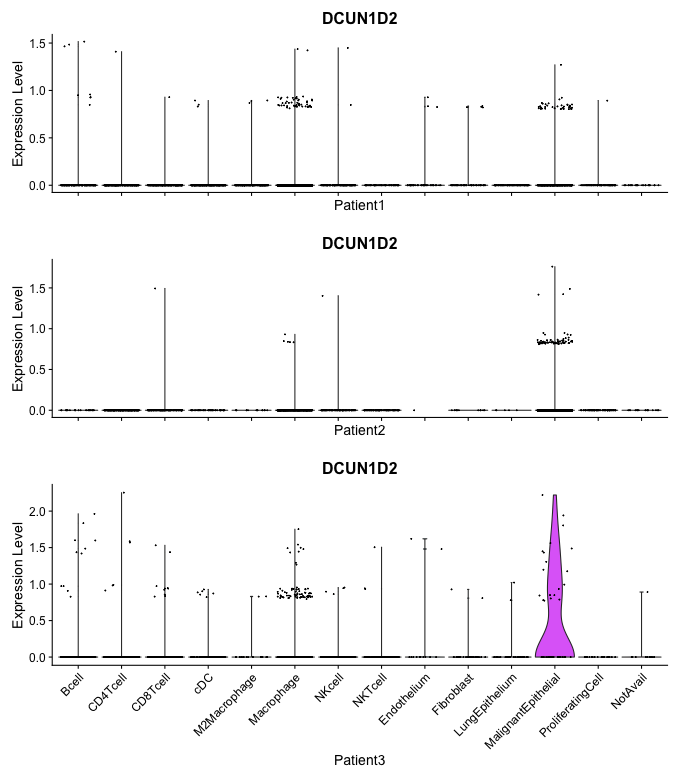 DCUN1D2
Expression Level
1.5
1.0
0.5
0.0
Patient1
DCUN1D2
Expression Level
1.5
1.0
0.5
0.0
Patient2
DCUN1D2
Expression Level
2.0
1.5
1.0
0.5
0.0
Bcell
CD4Tcell
CD8Tcell
cDC
M2Macrophage
Macrophage
NKcell
NKTcell
Endothelium
Fibroblast
LungEpithelium
MalignantEpithelial
ProliferatingCell
NotAvail
Patient3